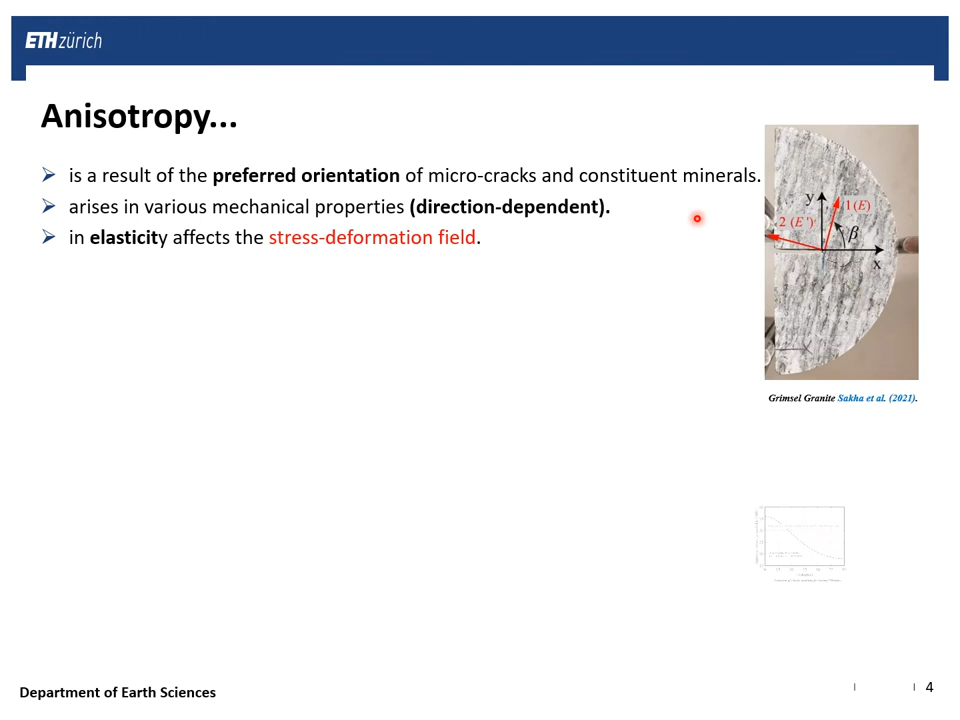 ETH zürich
Anisotropy...
is a result of the preferred orientation of micro-cracks and constituent minerals.
arises in various mechanical properties (direction-dependent).
in elasticity affects the stress-deformation field.
y
1 (E)
2 (E')
β
x
Grimsel Granite Sakha et al. (2021).
Department of Earth Sciences
4